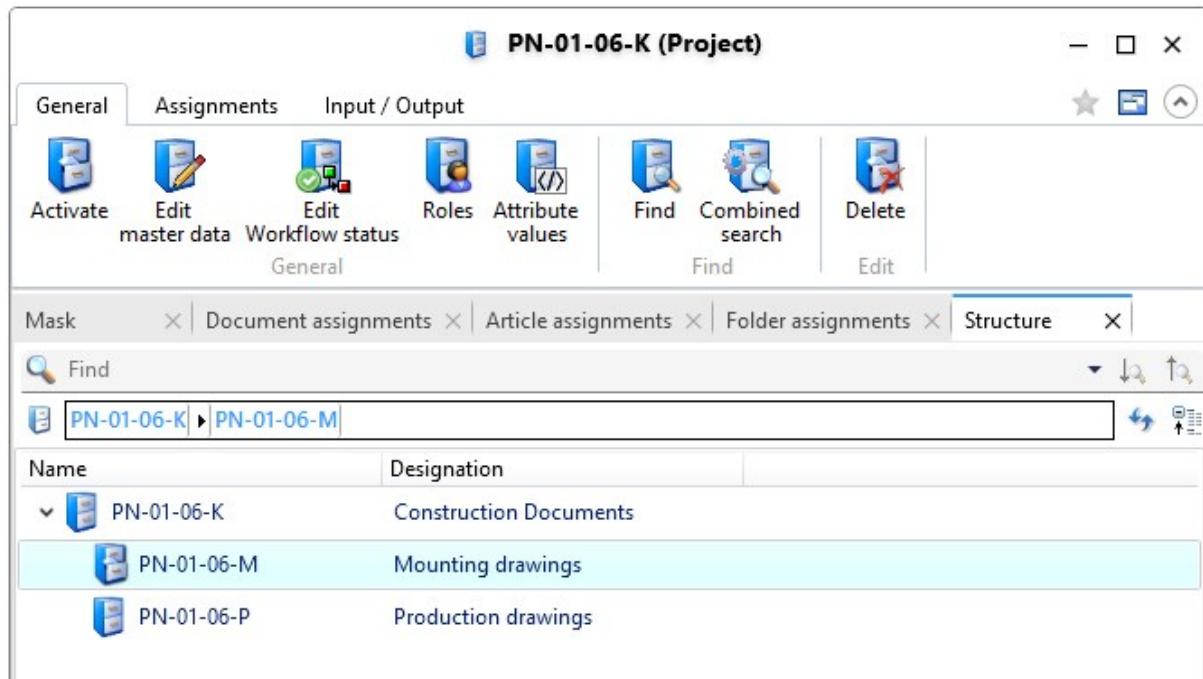 PN-01-06-K (Project)
General Assignments Input / Output
Activate Edit master data Edit Workflow status Roles Attribute values Find Combined search Delete
General Find Edit
Mask Document assignments Article assignments Folder assignments Structure
Find
PN-01-06-K PN-01-06-M
Name Designation
PN-01-06-K Construction Documents
PN-01-06-M Mounting drawings
PN-01-06-P Production drawings